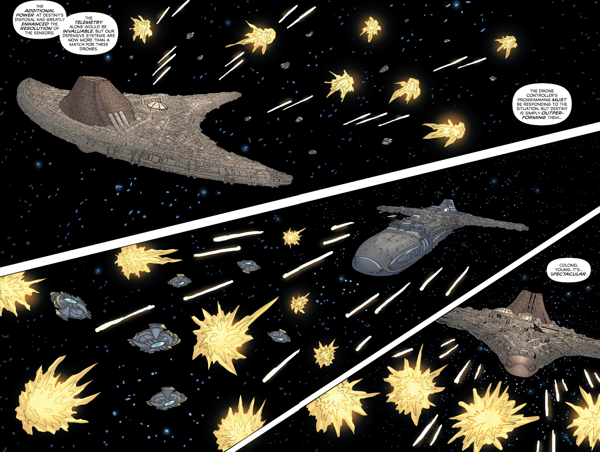 THE
ADDITIONAL
POWER AT DESTINY'S
DISPOSAL HAS GREATLY
ENHANCED THE
RESOLUTION OF
THE SENSORS.
THE
TELEMETRY
ALONE WOULD BE
INVALUABLE, BUT OUR
DEFENSIVE SYSTEMS ARE
NOW MORE THAN A
MATCH FOR THESE
DRONES.
THE DRONE
CONTROLLER'S
PROGRAMMING MUST
BE RESPONDING TO THE
SITUATION, BUT DESTINY
IS SIMPLY OUTPER-
FORMING THEM...
COLONEL
YOUNG, IT'S...
SPECTACULAR.